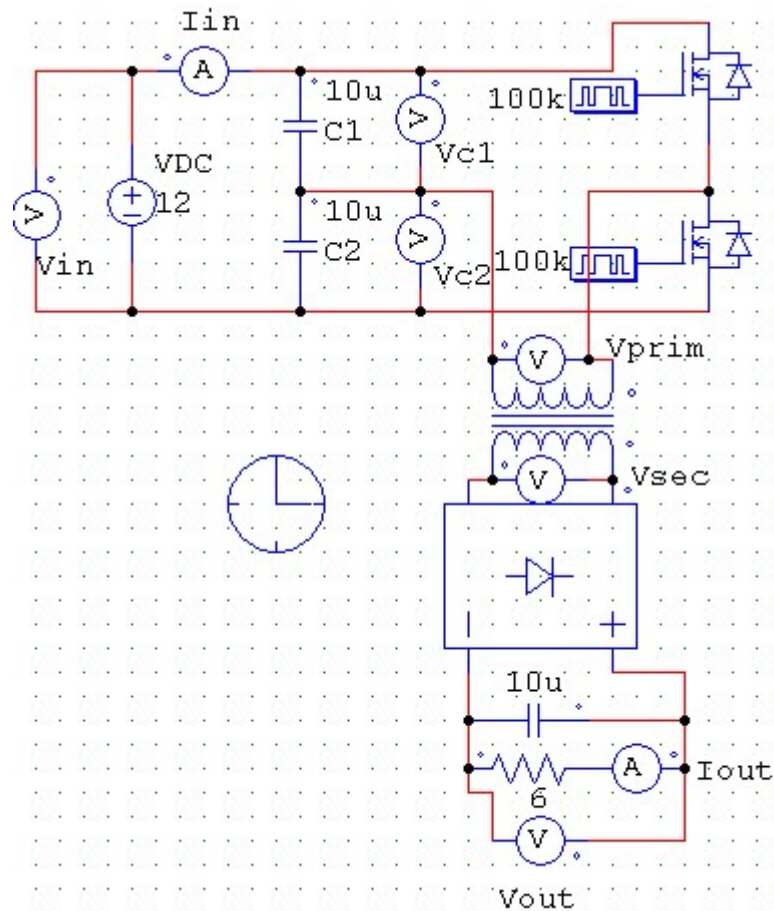 Iin
A
10u
C1
V
Vc1
100k
VDC
12
V
Vin
10u
C2
V
Vc2
100k
V
Vprim
V
Vsec
10u
A
Iout
6
V
Vout